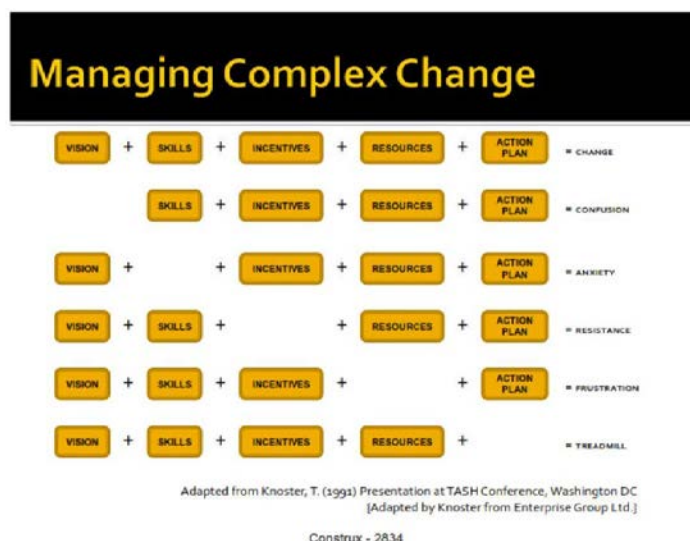 Managing Complex Change
VISION + SKILLS + INCENTIVES + RESOURCES + ACTION PLAN = CHANGE
SKILLS + INCENTIVES + RESOURCES + ACTION PLAN = CONFUSION
VISION + + INCENTIVES + RESOURCES + ACTION PLAN = ANXIETY
VISION + SKILLS + + RESOURCES + ACTION PLAN = RESISTANCE
VISION + SKILLS + INCENTIVES + + ACTION PLAN = FRUSTRATION
VISION + SKILLS + INCENTIVES + RESOURCES + = TREADMILL
Adapted from Knoster, T. (1991) Presentation at TASH Conference, Washington DC
[Adapted by Knoster from Enterprise Group Ltd.]
Construx - 2834